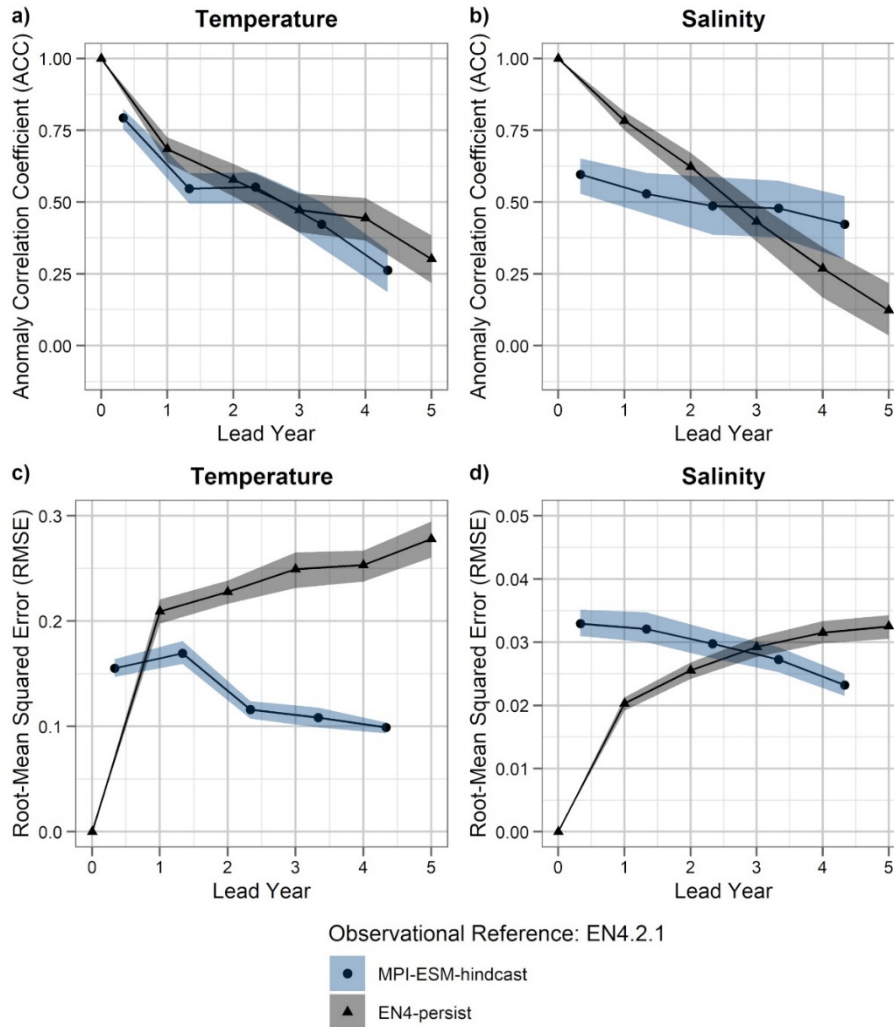 a)
Temperature
Anomaly Correlation Coefficient (ACC)
1.00
0.75
0.50
0.25
0.00
0 1 2 3 4 5
Lead Year
b)
Salinity
Anomaly Correlation Coefficient (ACC)
1.00
0.75
0.50
0.25
0.00
0 1 2 3 4 5
Lead Year
c)
Temperature
Root-Mean Squared Error (RMSE)
0.3
0.2
0.1
0.0
0 1 2 3 4 5
Lead Year
d)
Salinity
Root-Mean Squared Error (RMSE)
0.05
0.04
0.03
0.02
0.01
0.00
0 1 2 3 4 5
Lead Year
Observational Reference: EN4.2.1
MPI-ESM-hindcast
EN4-persist